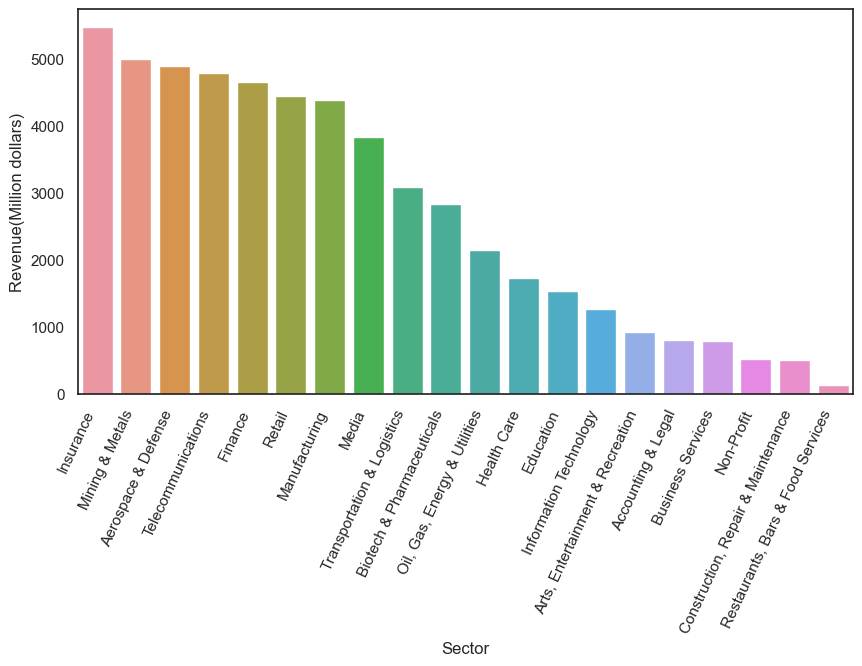 Revenue(Million dollars)
5000
4000
3000
2000
1000
0
Insurance
Mining & Metals
Aerospace & Defense
Telecommunications
Finance
Retail
Manufacturing
Media
Transportation & Logistics
Biotech & Pharmaceuticals
Oil, Gas, Energy & Utilities
Health Care
Education
Information Technology
Arts, Entertainment & Recreation
Accounting & Legal
Business Services
Non-Profit
Construction, Repair & Maintenance
Restaurants, Bars & Food Services
Sector